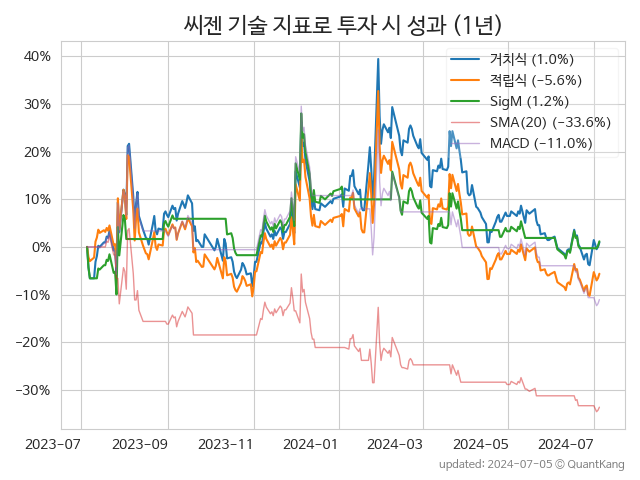 씨젠 기술 지표로 투자 시 성과 (1년)
거치식 (1.0%)
적립식 (−5.6%)
SigM (1.2%)
SMA(20) (−33.6%)
MACD (−11.0%)
40%
30%
20%
10%
0%
−10%
−20%
−30%
2023-07 2023-09 2023-11 2024-01 2024-03 2024-05 2024-07
updated: 2024-07-05 © QuantKang